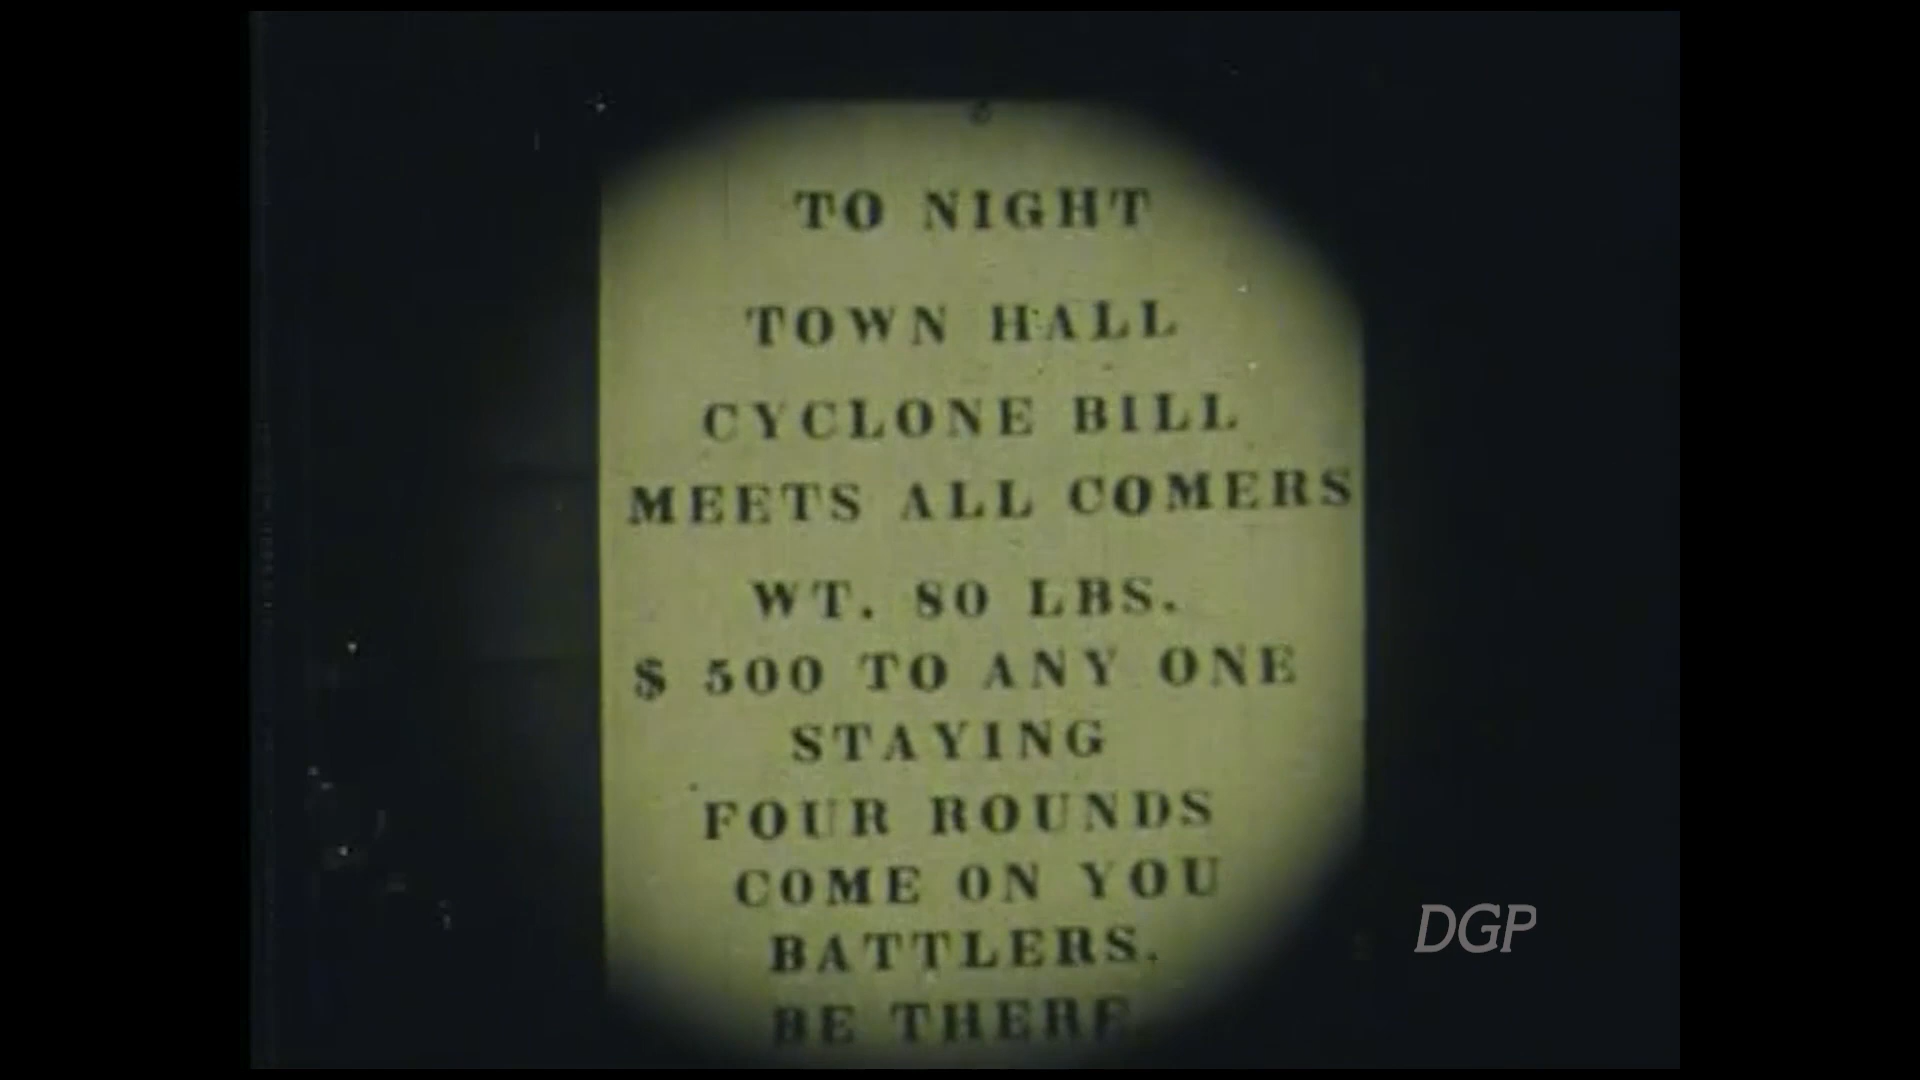 TO NIGHT
TOWN HALL
CYCLONE BILL
MEETS ALL COMERS
WT. 80 LBS.
$ 500 TO ANY ONE
STAYING
FOUR ROUNDS
COME ON YOU
BATTLERS.
BE THERE
DGP